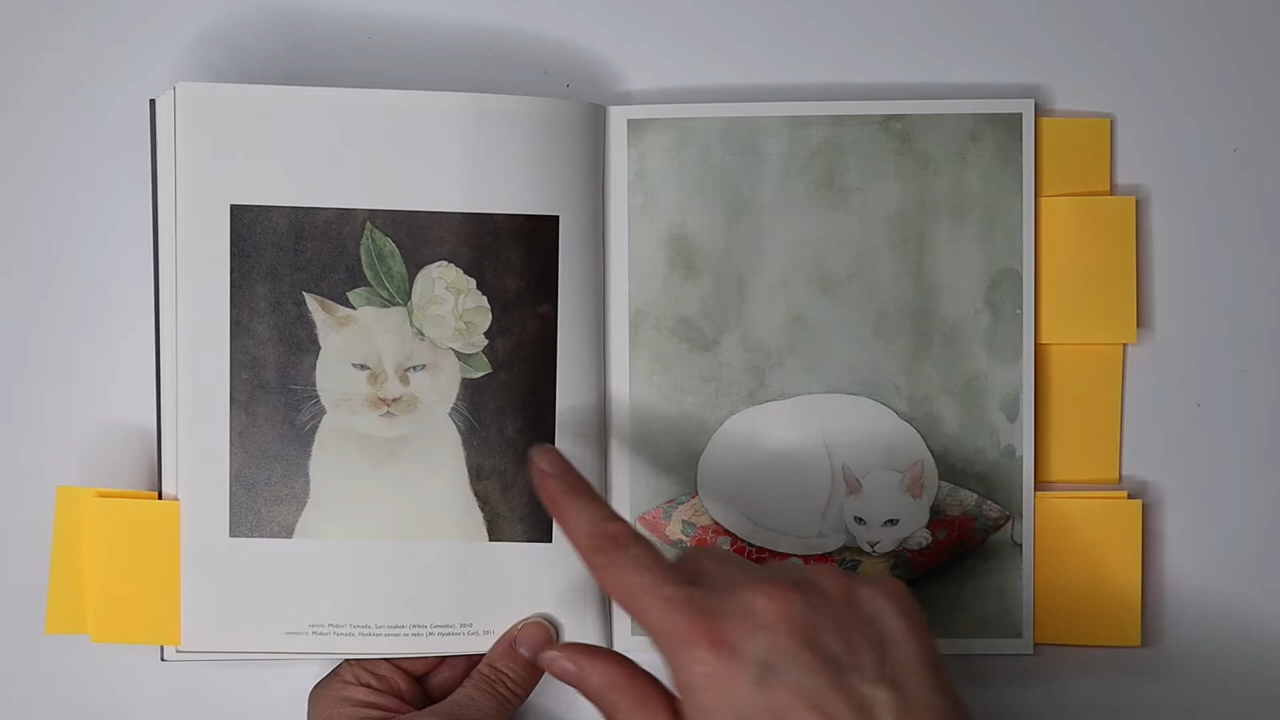 ABOVE: Midori Yamada, Suri-tsubaki (White Camellia), 2010
OPPOSITE: Midori Yamada, Hyakken-sensei no neko (Mr Hyakken's Cat), 2011